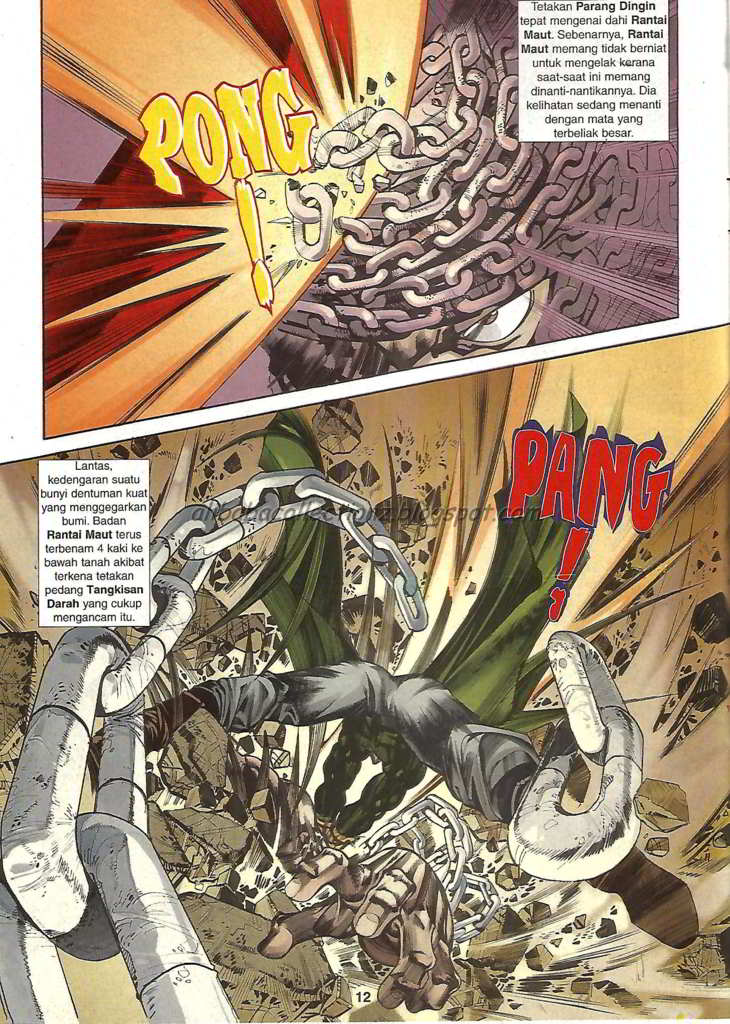 Tetakan Parang Dingin
tepat mengenai dahi Rantai
Maut. Sebenarnya, Rantai
Maut memang tidak berniat
untuk mengelak kerana
saat-saat ini memang
dinanti-nantikannya. Dia
kelihatan sedang menanti
dengan mata yang
terbeliak besar.
PONG
!
Lantas,
kedengaran suatu
bunyi dentuman kuat
yang menggegarkan
bumi. Badan
Rantai Maut terus
terbenam 4 kaki ke
bawah tanah akibat
terkena tetakan
pedang Tangkisan
Darah yang cukup
mengancam itu.
PANG
!
12